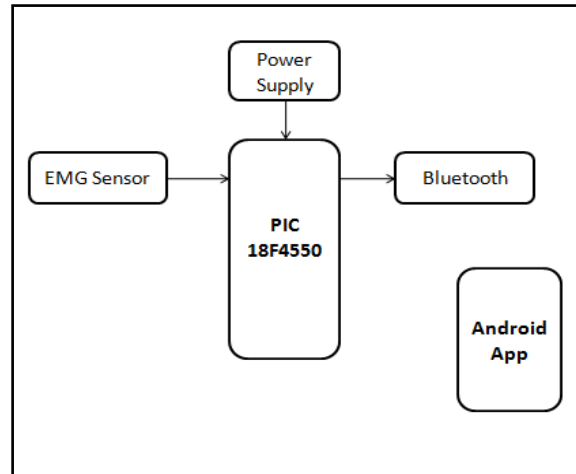 Power
Supply
EMG Sensor
Bluetooth
PIC
18F4550
Android
App